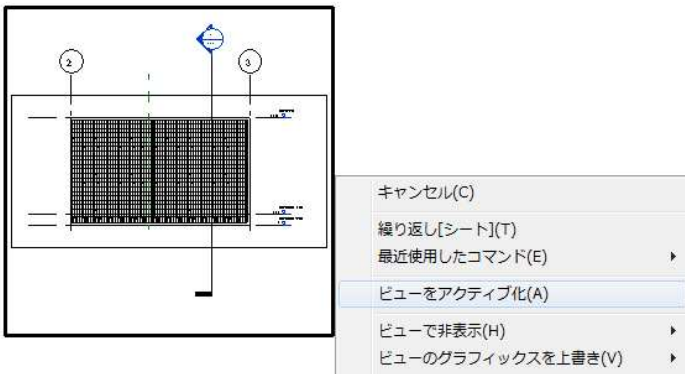 2
3
キャンセル(C)
繰り返し[シート](T)
最近使用したコマンド(E)
ビューをアクティブ化(A)
ビューで非表示(H)
ビューのグラフィックスを上書き(V)